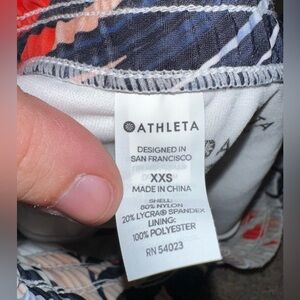 ATHLETA
DESIGNED IN
SAN FRANCISCO
XXS
MADE IN CHINA
SHELL:
80% NYLON
20% LYCRA® SPANDEX
LINING:
100% POLYESTER
RN 54023